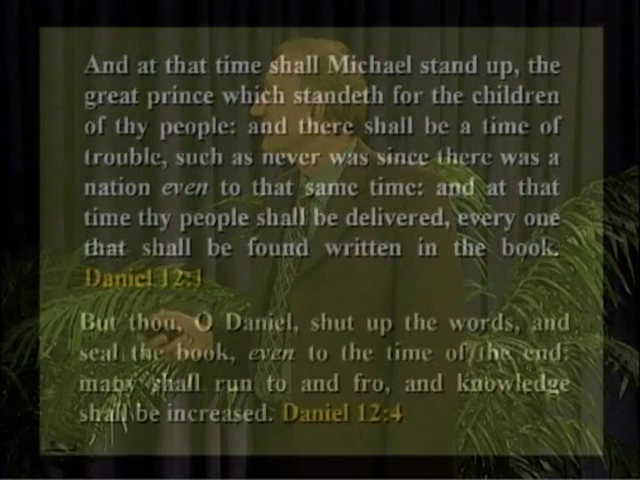 And at that time shall Michael stand up, the
great prince which standeth for the children
of thy people: and there shall be a time of
trouble, such as never was since there was a
nation even to that same time: and at that
time thy people shall be delivered, every one
that shall be found written in the book.
Daniel 12:1
But thou, O Daniel, shut up the words, and
seal the book, even to the time of the end:
many shall run to and fro, and knowledge
shall be increased. Daniel 12:4